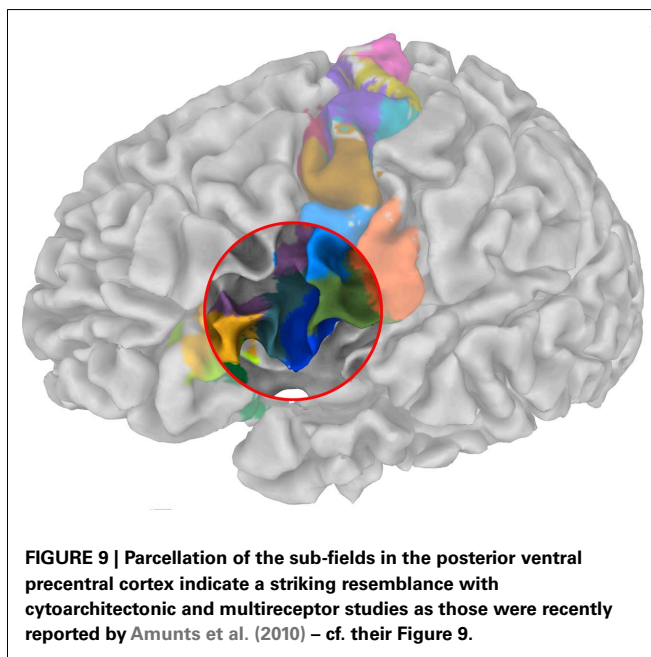 FIGURE 9 | Parcellation of the sub-fields in the posterior ventral
precentral cortex indicate a striking resemblance with
cytoarchitectonic and multireceptor studies as those were recently
reported by Amunts et al. (2010) – cf. their Figure 9.